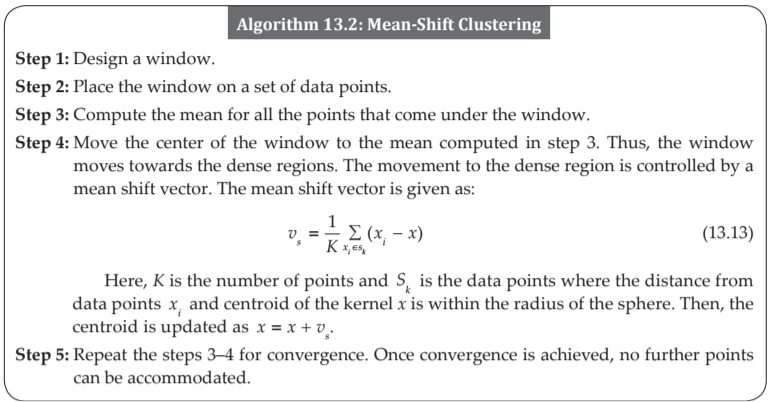 Algorithm 13.2: Mean-Shift Clustering
Step 1: Design a window.
Step 2: Place the window on a set of data points.
Step 3: Compute the mean for all the points that come under the window.
Step 4: Move the center of the window to the mean computed in step 3. Thus, the window
moves towards the dense regions. The movement to the dense region is controlled by a
mean shift vector. The mean shift vector is given as:
v_s = 1/K Σ_{x_i ∈ s_k} (x_i − x) (13.13)
Here, K is the number of points and S_k is the data points where the distance from
data points x_i and centroid of the kernel x is within the radius of the sphere. Then, the
centroid is updated as x = x + v_s.
Step 5: Repeat the steps 3–4 for convergence. Once convergence is achieved, no further points
can be accommodated.